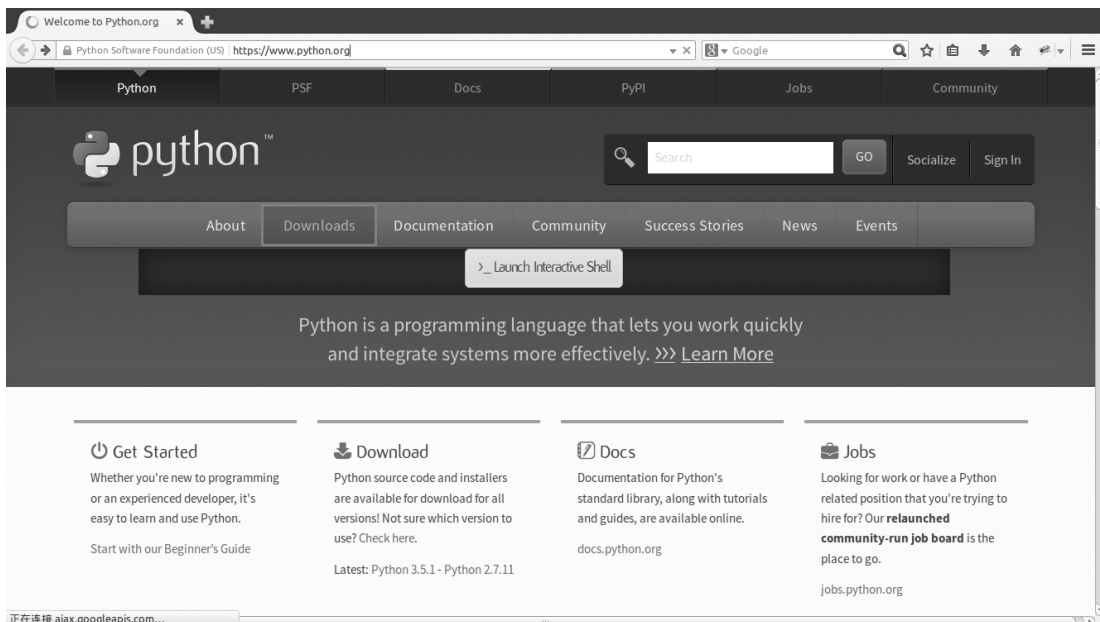 Welcome to Python.org
Python Software Foundation (US) https://www.python.org
Google
Python PSF Docs PyPI Jobs Community
python™
Search GO Socialize Sign In
About Downloads Documentation Community Success Stories News Events
>_ Launch Interactive Shell
Python is a programming language that lets you work quickly
and integrate systems more effectively. >>> Learn More
Get Started
Whether you're new to programming
or an experienced developer, it's
easy to learn and use Python.
Start with our Beginner's Guide
Download
Python source code and installers
are available for download for all
versions! Not sure which version to
use? Check here.
Latest: Python 3.5.1 - Python 2.7.11
Docs
Documentation for Python's
standard library, along with tutorials
and guides, are available online.
docs.python.org
Jobs
Looking for work or have a Python
related position that you're trying to
hire for? Our relaunched
community-run job board is the
place to go.
jobs.python.org
正在连接 ajax.googleapis.com...